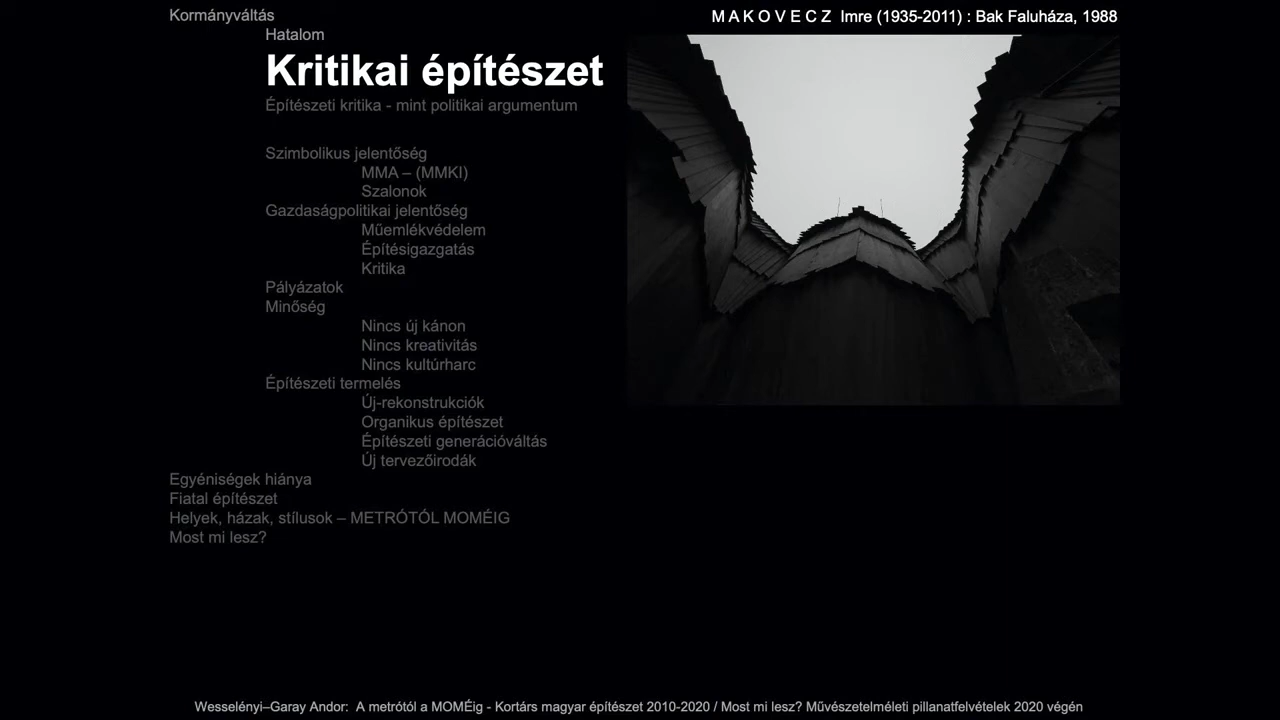 Kormányváltás
Hatalom
Kritikai építészet
Építészeti kritika - mint politikai argumentum
Szimbolikus jelentőség
MMA – (MMKI)
Szalonok
Gazdaságpolitikai jelentőség
Műemlékvédelem
Építésigazgatás
Kritika
Pályázatok
Minőség
Nincs új kánon
Nincs kreativitás
Nincs kultúrharc
Építészeti termelés
Új-rekonstrukciók
Organikus építészet
Építészeti generációváltás
Új tervezőirodák
Egyéniségek hiánya
Fiatal építészet
Helyek, házak, stílusok – METRÓTÓL MOMÉIG
Most mi lesz?
M A K O V E C Z Imre (1935-2011) : Bak Faluháza, 1988
Wesselényi–Garay Andor: A metrótól a MOMÉig - Kortárs magyar építészet 2010-2020 / Most mi lesz? Művészetelméleti pillanatfelvételek 2020 végén